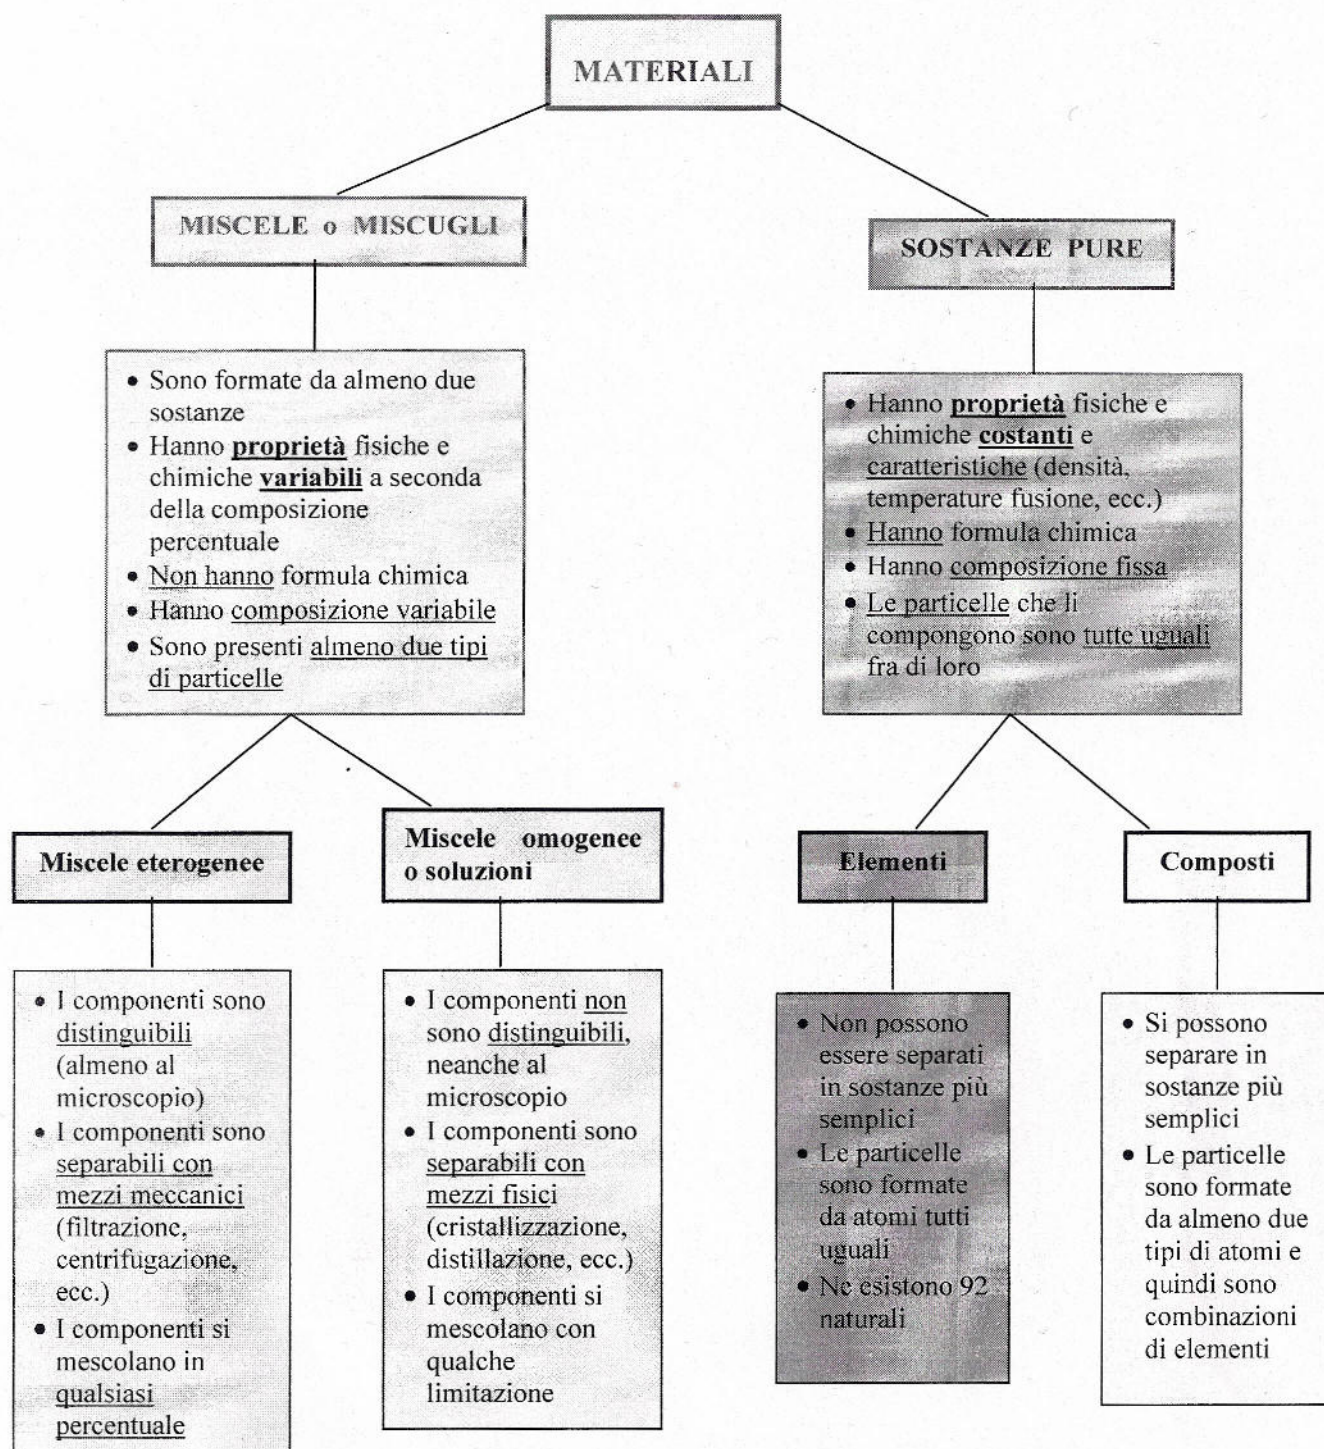 MATERIALI
MISCELE o MISCUGLI
• Sono formate da almeno due
sostanze
• Hanno proprietà fisiche e
chimiche variabili a seconda
della composizione
percentuale
• Non hanno formula chimica
• Hanno composizione variabile
• Sono presenti almeno due tipi
di particelle
SOSTANZE PURE
• Hanno proprietà fisiche e
chimiche costanti e
caratteristiche (densità,
temperature fusione, ecc.)
• Hanno formula chimica
• Hanno composizione fissa
• Le particelle che li
compongono sono tutte uguali
fra di loro
Miscele eterogenee
• I componenti sono
distinguibili
(almeno al
microscopio)
• I componenti sono
separabili con
mezzi meccanici
(filtrazione,
centrifugazione,
ecc.)
• I componenti si
mescolano in
qualsiasi
percentuale
Miscele omogenee
o soluzioni
• I componenti non
sono distinguibili,
neanche al
microscopio
• I componenti sono
separabili con
mezzi fisici
(cristallizzazione,
distillazione, ecc.)
• I componenti si
mescolano con
qualche
limitazione
Elementi
• Non possono
essere separati
in sostanze più
semplici
• Le particelle
sono formate
da atomi tutti
uguali
• Ne esistono 92
naturali
Composti
• Si possono
separare in
sostanze più
semplici
• Le particelle
sono formate
da almeno due
tipi di atomi e
quindi sono
combinazioni
di elementi